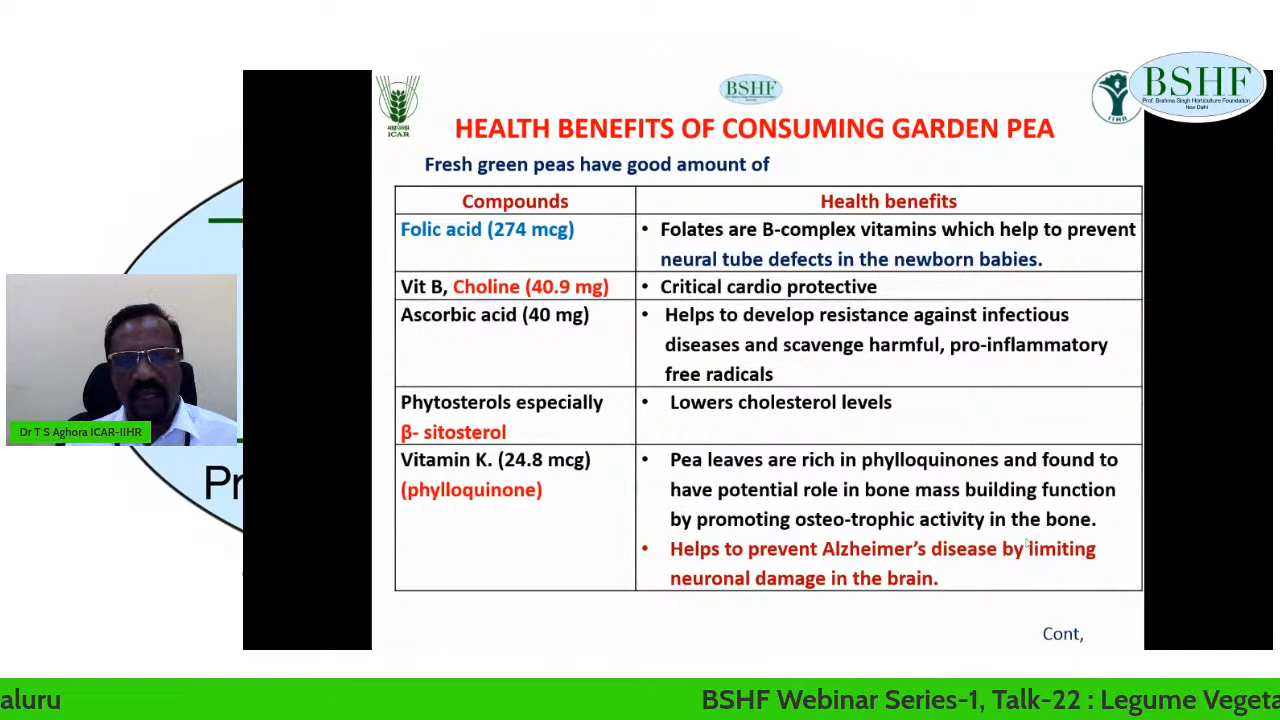 BSHF
BSHF
Prof. Brahma Singh Horticulture Foundation
New Delhi
ICAR
IIHR
HEALTH BENEFITS OF CONSUMING GARDEN PEA
Fresh green peas have good amount of
Compounds
Health benefits
Folic acid (274 mcg)
• Folates are B-complex vitamins which help to prevent
neural tube defects in the newborn babies.
Vit B, Choline (40.9 mg)
• Critical cardio protective
Ascorbic acid (40 mg)
• Helps to develop resistance against infectious
diseases and scavenge harmful, pro-inflammatory
free radicals
Phytosterols especially
β- sitosterol
• Lowers cholesterol levels
Vitamin K. (24.8 mcg)
(phylloquinone)
• Pea leaves are rich in phylloquinones and found to
have potential role in bone mass building function
by promoting osteo-trophic activity in the bone.
• Helps to prevent Alzheimer’s disease by limiting
neuronal damage in the brain.
Cont,
Dr T S Aghora ICAR-IIHR
Pr
aluru
BSHF Webinar Series-1, Talk-22 : Legume Vegeta